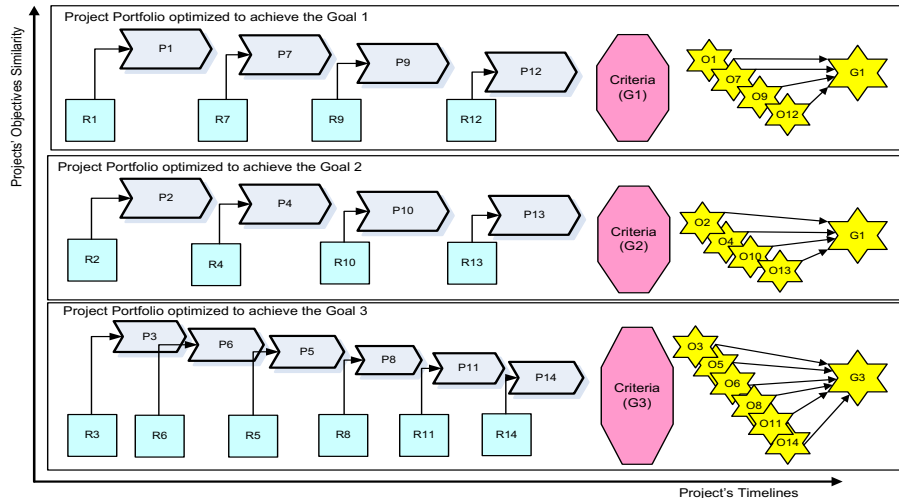 Projects' Objectives Similarity
Project Portfolio optimized to achieve the Goal 1
P1
P7
P9
P12
R1
R7
R9
R12
Criteria
(G1)
O1
O7
O9
O12
G1
Project Portfolio optimized to achieve the Goal 2
P2
P4
P10
P13
R2
R4
R10
R13
Criteria
(G2)
O2
O4
O10
O13
G1
Project Portfolio optimized to achieve the Goal 3
P3
P6
P5
P8
P11
P14
R3
R6
R5
R8
R11
R14
Criteria
(G3)
O3
O5
O6
O8
O11
O14
G3
Project's Timelines